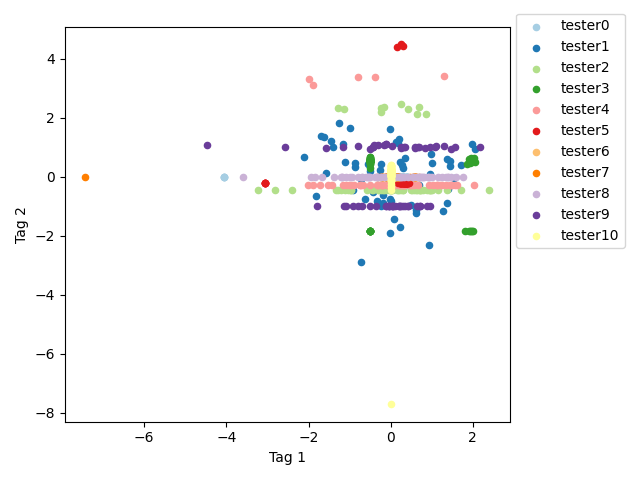 tester0
tester1
tester2
tester3
tester4
tester5
tester6
tester7
tester8
tester9
tester10
4
2
0
−2
−4
−6
−8
Tag 2
−6
−4
−2
0
2
Tag 1